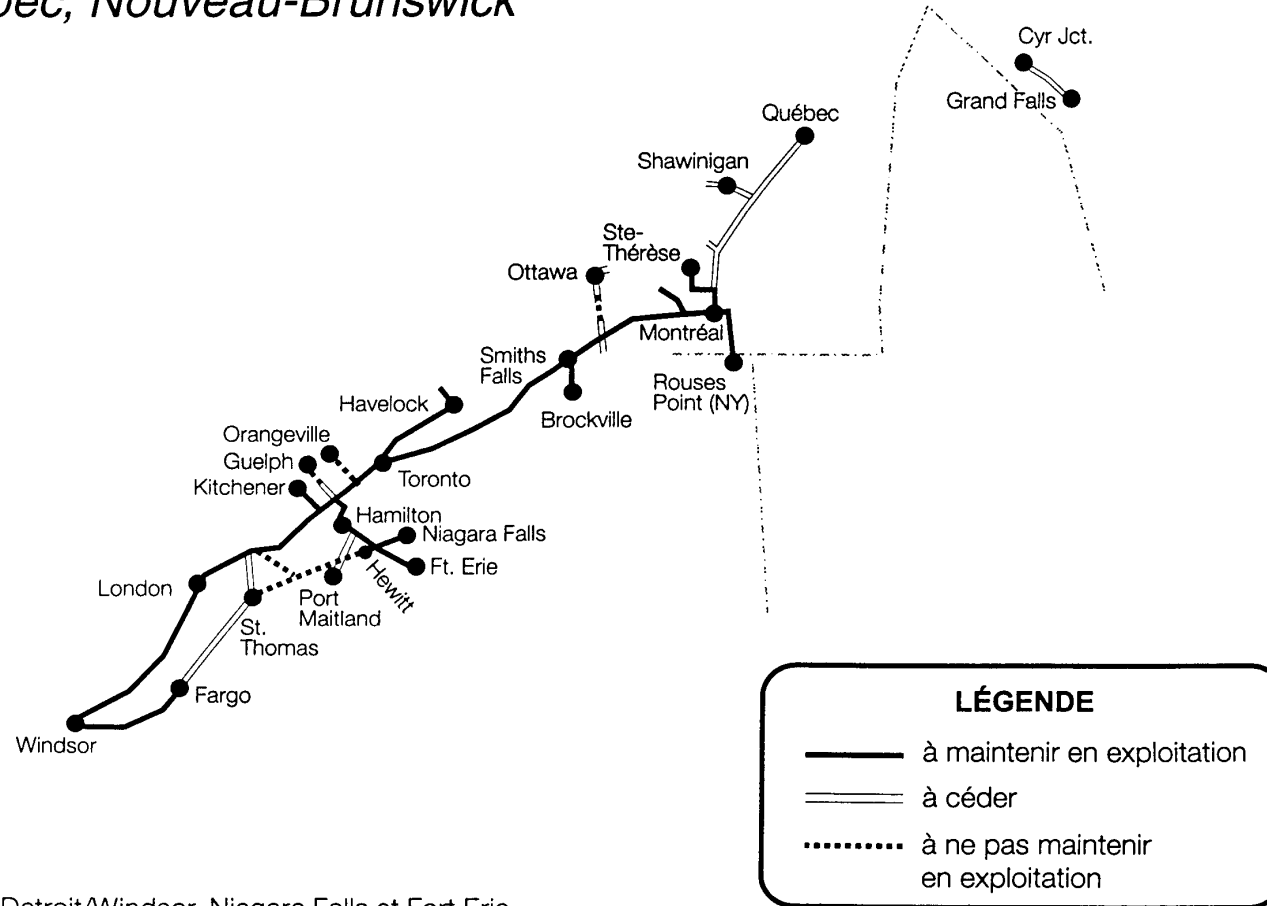 Nouveau-Brunswick
Cyr Jct.
Grand Falls
Québec
Shawinigan
Ste-
Thérèse
Ottawa
Montréal
Smiths
Falls
Rouses
Point (NY)
Havelock
Brockville
Orangeville
Guelph
Toronto
Kitchener
Hamilton
Niagara Falls
Ft. Erie
Hewitt
London
Port
Maitland
St.
Thomas
Fargo
Windsor
LÉGENDE
à maintenir en exploitation
à céder
à ne pas maintenir
en exploitation
Detroit/Windsor, Niagara Falls et Fort Erie